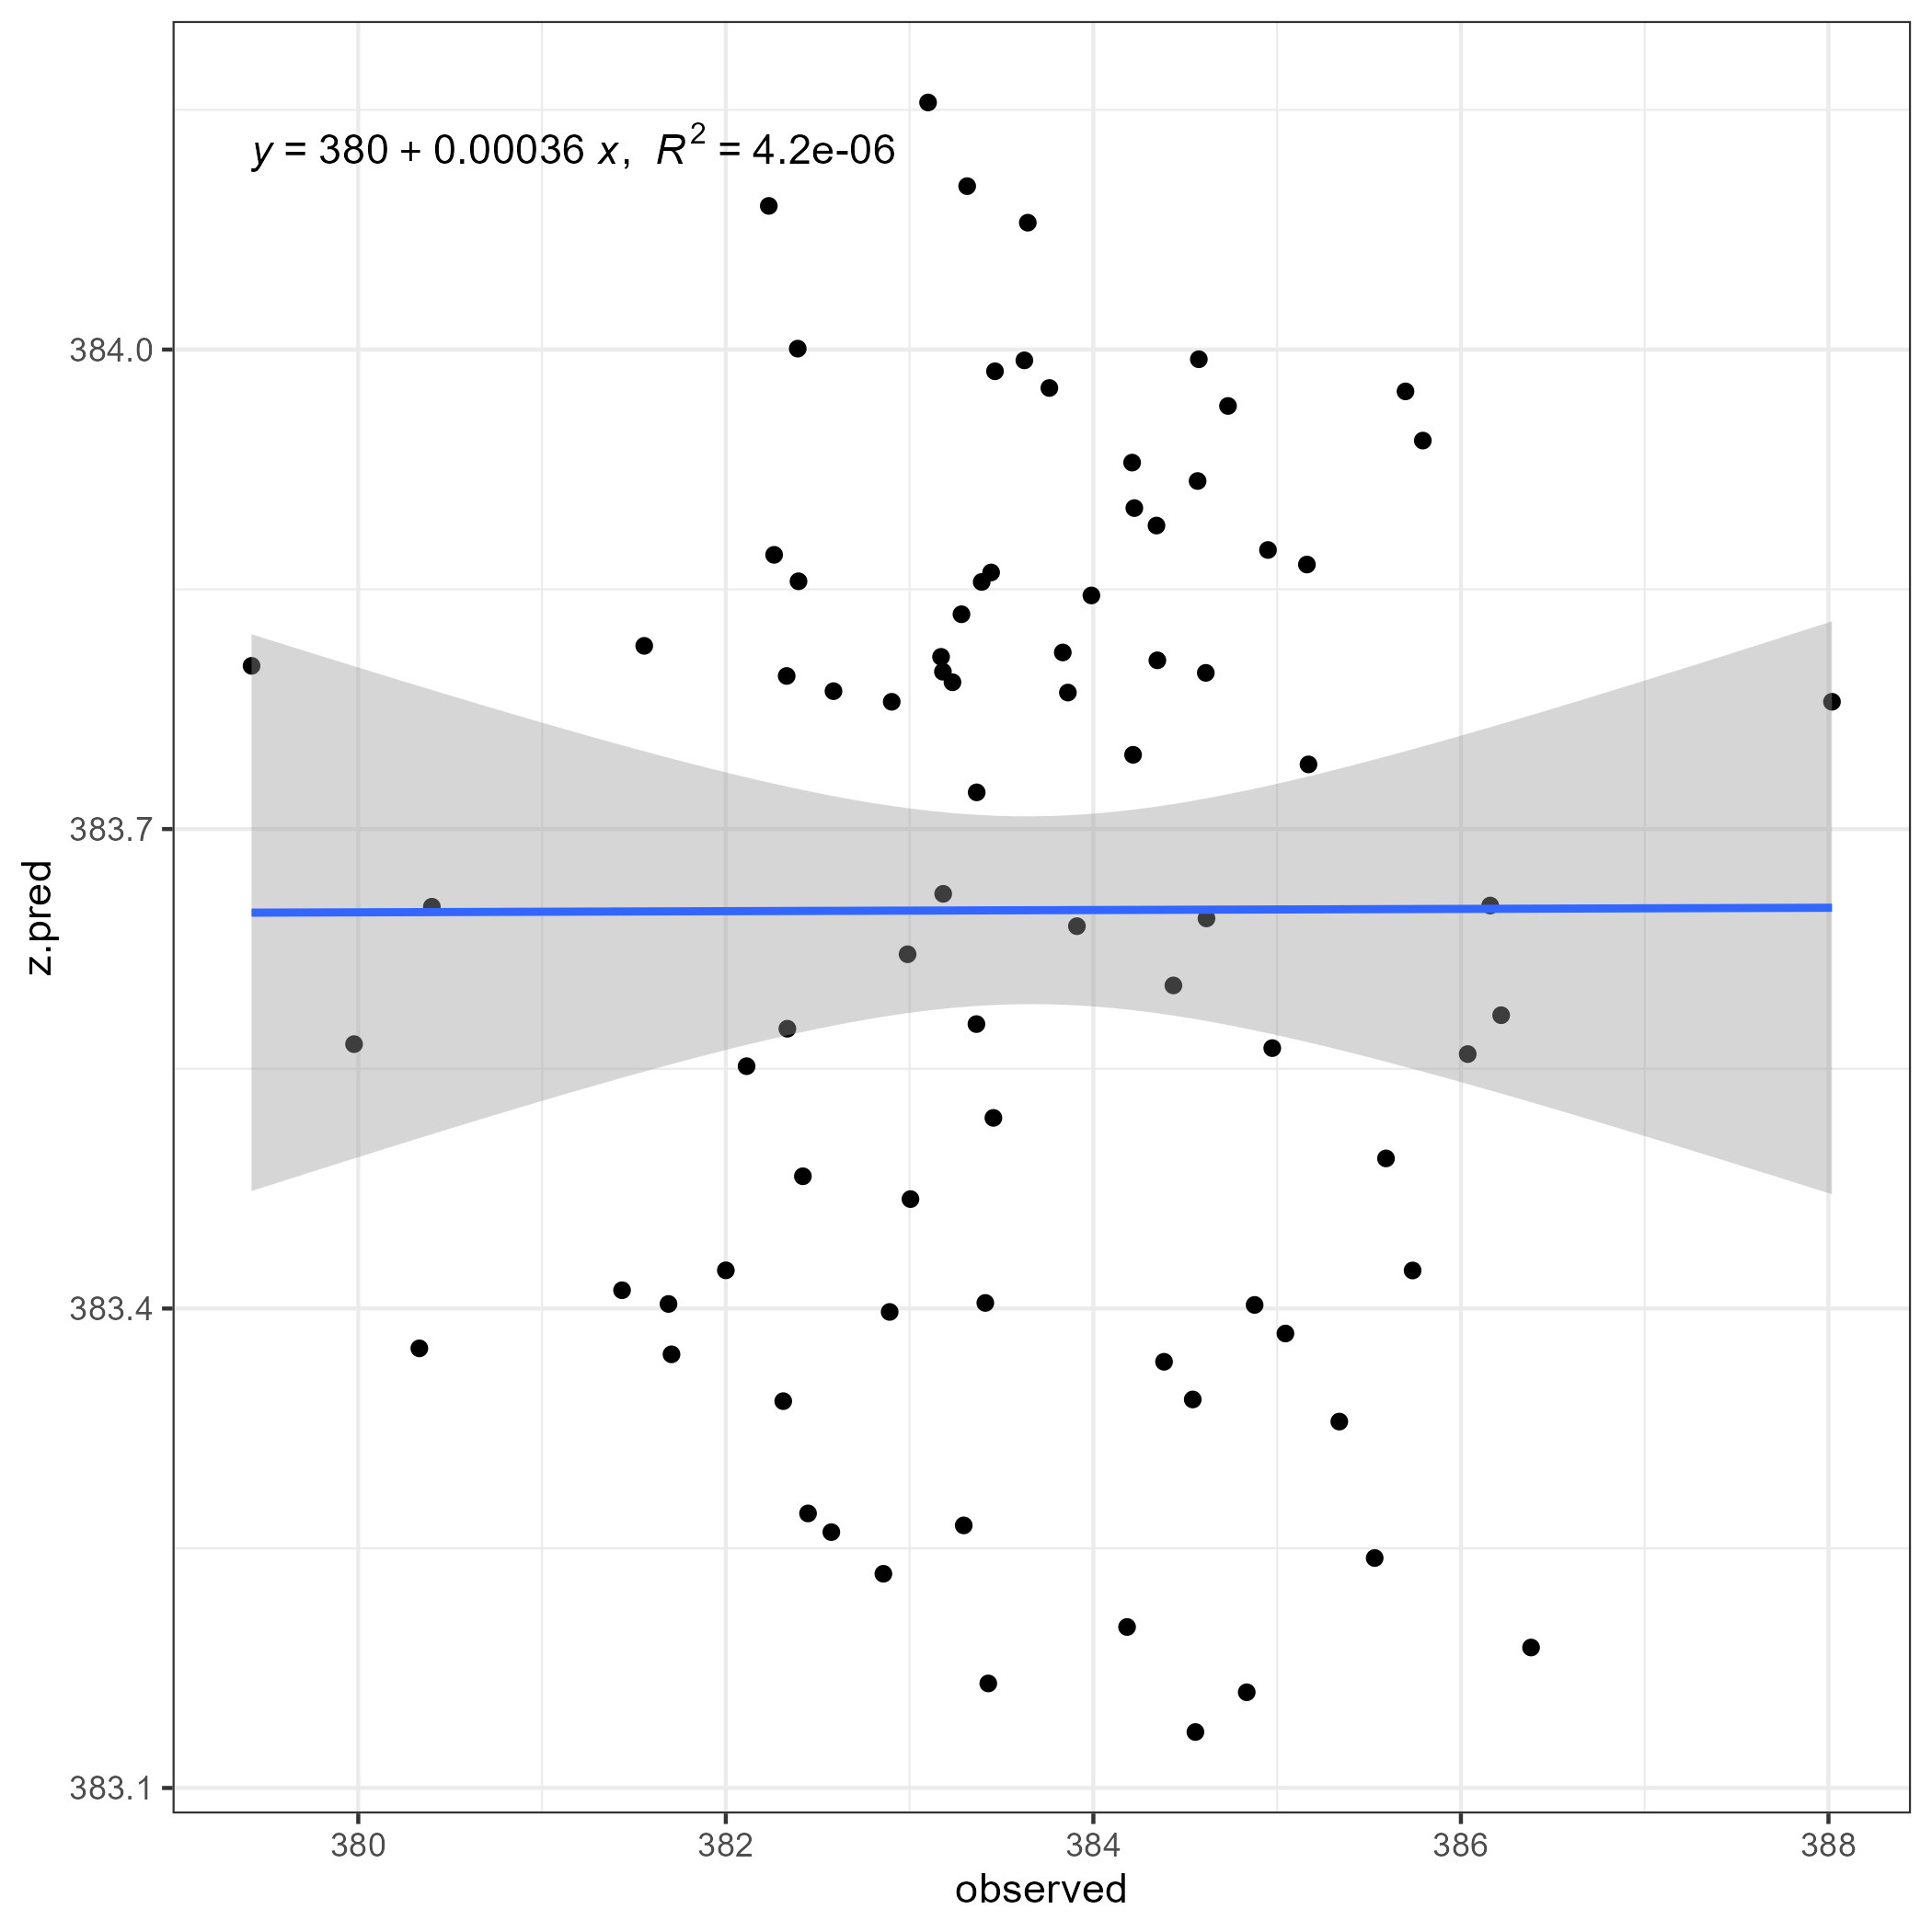 y = 380 + 0.00036 x, R² = 4.2e-06
384.0
383.7
383.4
383.1
z.pred
380 382 384 386 388
observed